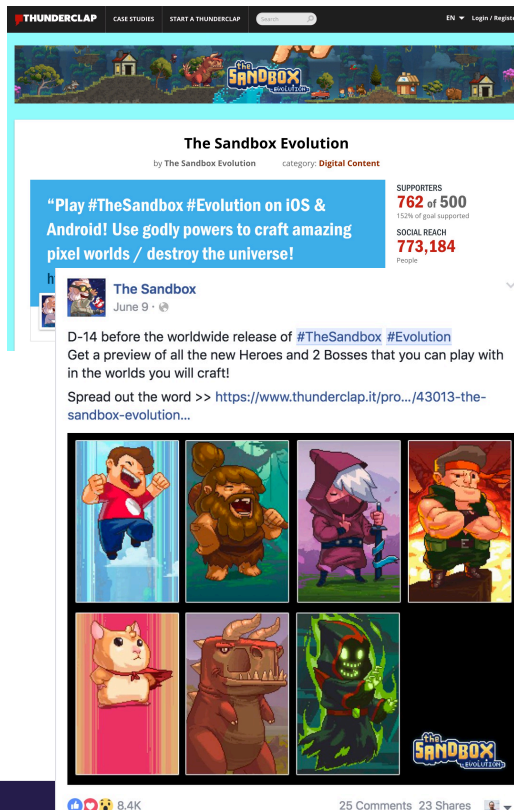 THUNDERCLAP CASE STUDIES START A THUNDERCLAP Search EN Login / Registe
the
SANDBOX
EVOLUTION
The Sandbox Evolution
by The Sandbox Evolution category: Digital Content
“Play #TheSandbox #Evolution on iOS &
Android! Use godly powers to craft amazing
pixel worlds / destroy the universe!
SUPPORTERS
762 of 500
152% of goal supported
SOCIAL REACH
773,184
People
The Sandbox
June 9 ·
D-14 before the worldwide release of #TheSandbox #Evolution
Get a preview of all the new Heroes and 2 Bosses that you can play with
in the worlds you will craft!
Spread out the word >> https://www.thunderclap.it/pro.../43013-the-
sandbox-evolution...
the
SANDBOX
EVOLUTION
8.4K 25 Comments 23 Shares